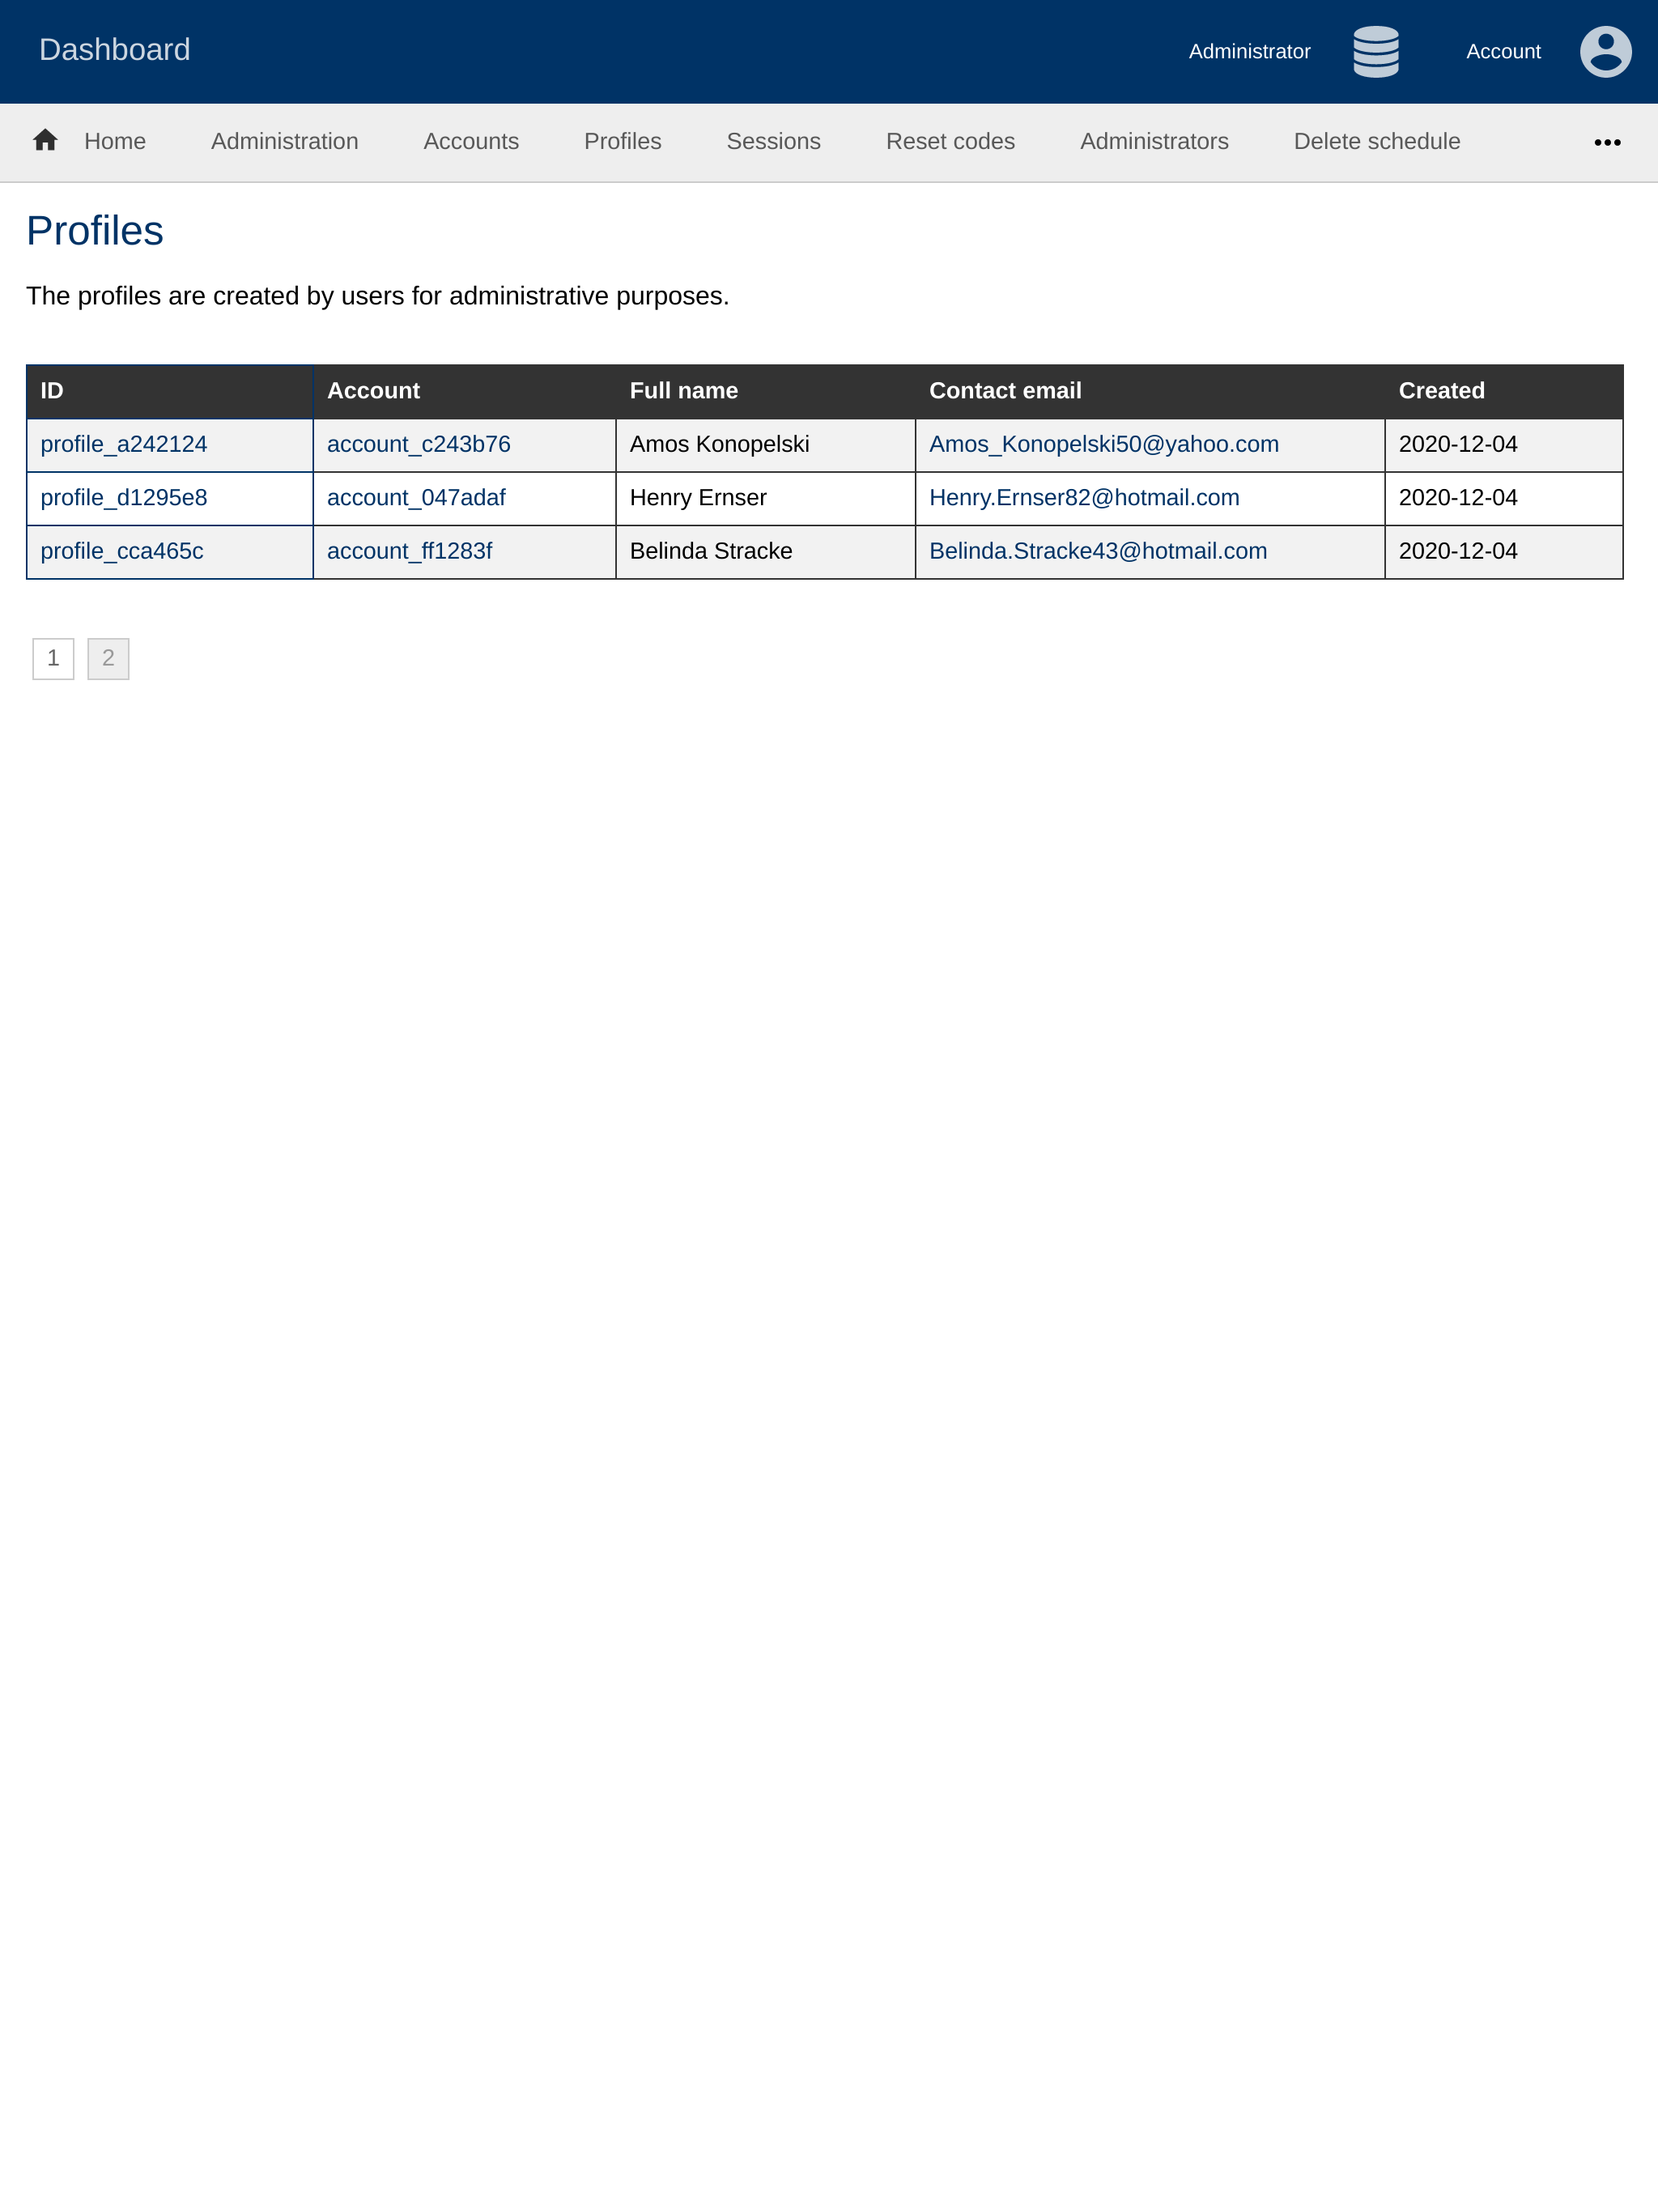 Dashboard Administrator Account
Home Administration Accounts Profiles Sessions Reset codes Administrators Delete schedule •••
Profiles
The profiles are created by users for administrative purposes.
ID Account Full name Contact email Created
profile_a242124 account_c243b76 Amos Konopelski Amos_Konopelski50@yahoo.com 2020-12-04
profile_d1295e8 account_047adaf Henry Ernser Henry.Ernser82@hotmail.com 2020-12-04
profile_cca465c account_ff1283f Belinda Stracke Belinda.Stracke43@hotmail.com 2020-12-04
1 2